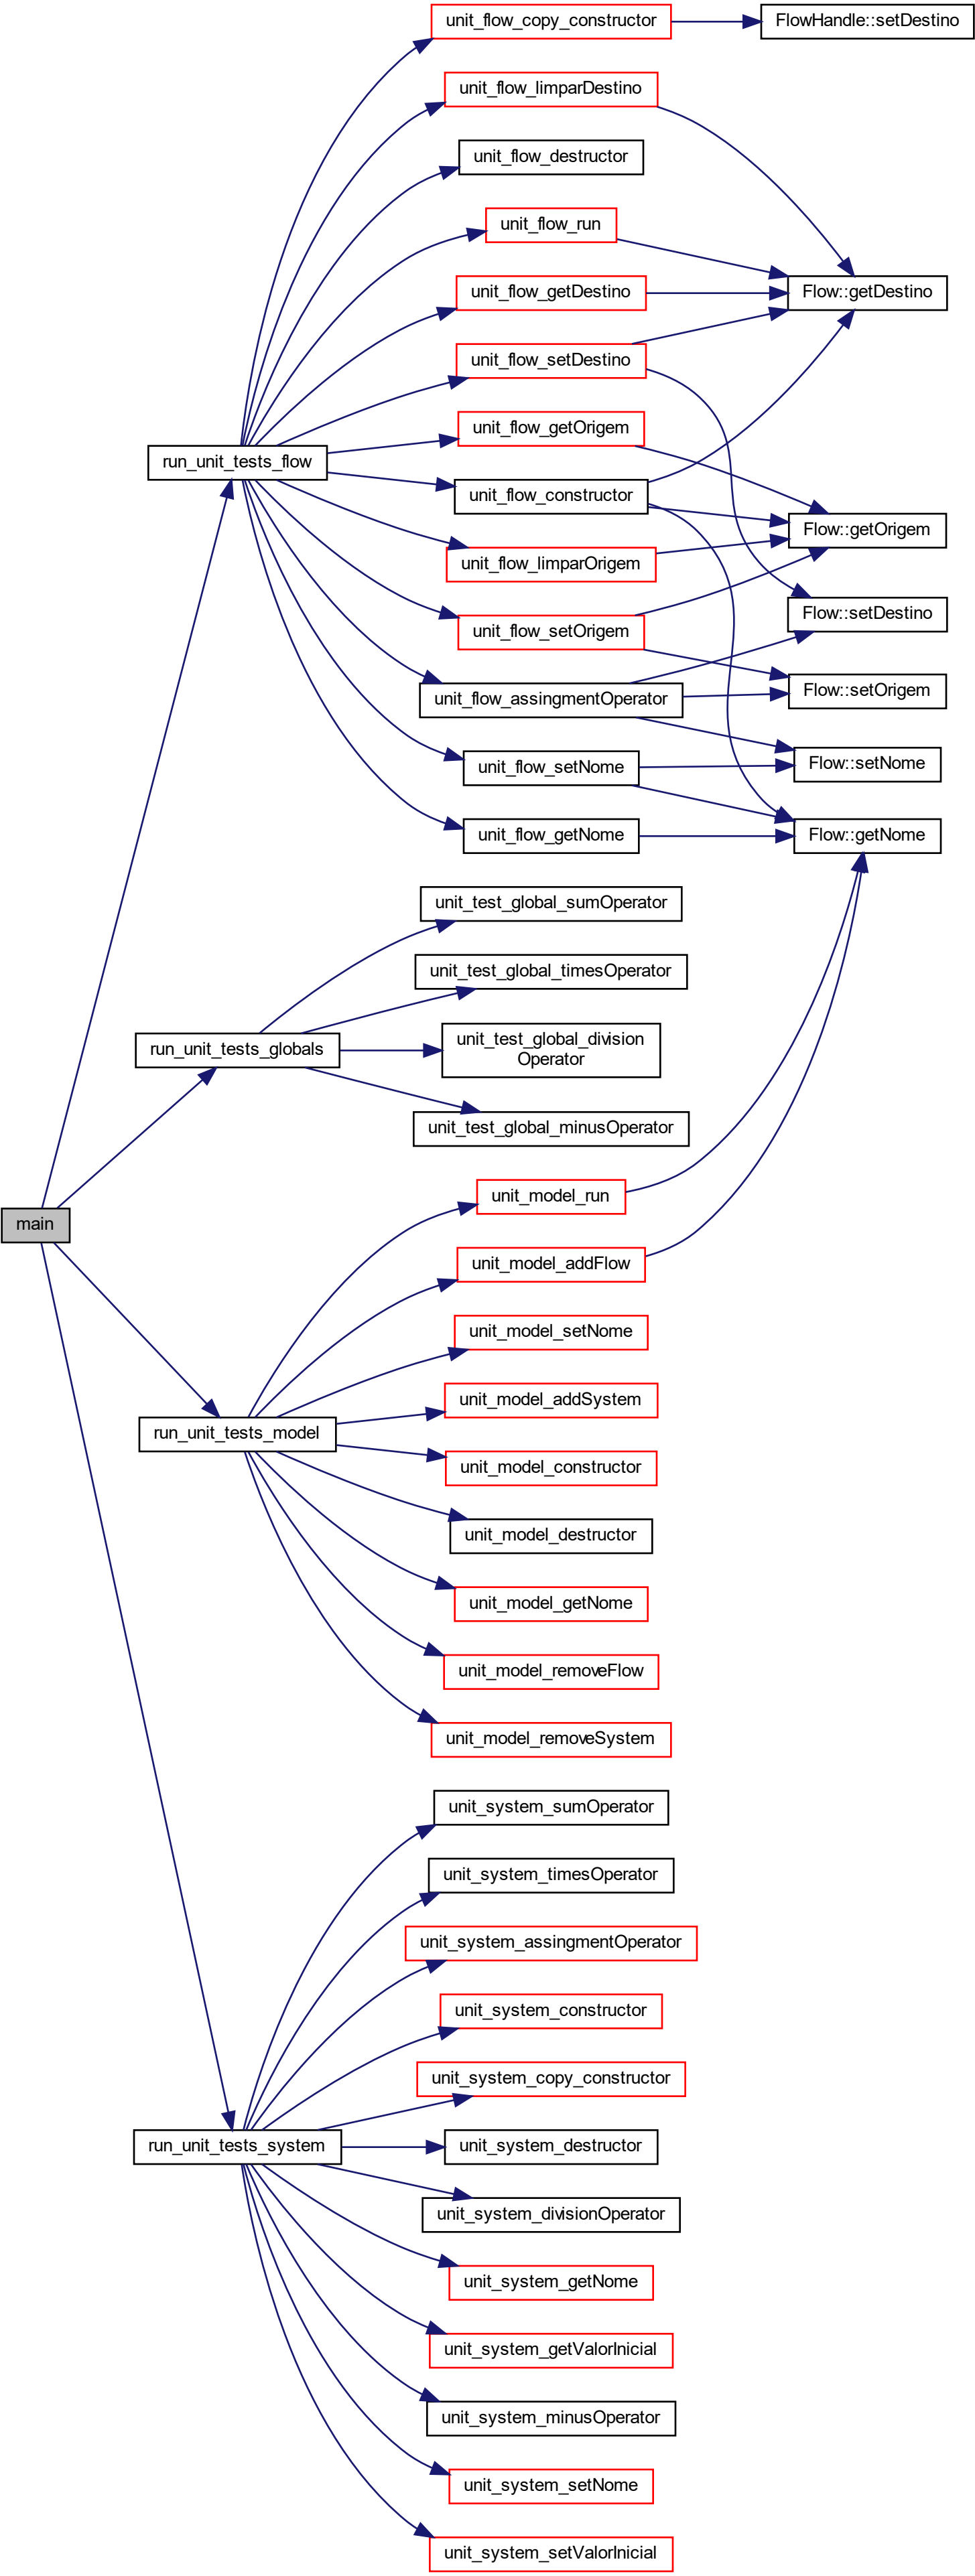 unit_flow_copy_constructor
FlowHandle::setDestino
unit_flow_limparDestino
unit_flow_destructor
unit_flow_run
unit_flow_getDestino
Flow::getDestino
unit_flow_setDestino
unit_flow_getOrigem
run_unit_tests_flow
unit_flow_constructor
Flow::getOrigem
unit_flow_limparOrigem
Flow::setDestino
unit_flow_setOrigem
Flow::setOrigem
unit_flow_assingmentOperator
unit_flow_setNome
Flow::setNome
unit_flow_getNome
Flow::getNome
unit_test_global_sumOperator
unit_test_global_timesOperator
run_unit_tests_globals
unit_test_global_division
Operator
unit_test_global_minusOperator
unit_model_run
main
unit_model_addFlow
unit_model_setNome
unit_model_addSystem
run_unit_tests_model
unit_model_constructor
unit_model_destructor
unit_model_getNome
unit_model_removeFlow
unit_model_removeSystem
unit_system_sumOperator
unit_system_timesOperator
unit_system_assingmentOperator
unit_system_constructor
unit_system_copy_constructor
run_unit_tests_system
unit_system_destructor
unit_system_divisionOperator
unit_system_getNome
unit_system_getValorInicial
unit_system_minusOperator
unit_system_setNome
unit_system_setValorInicial